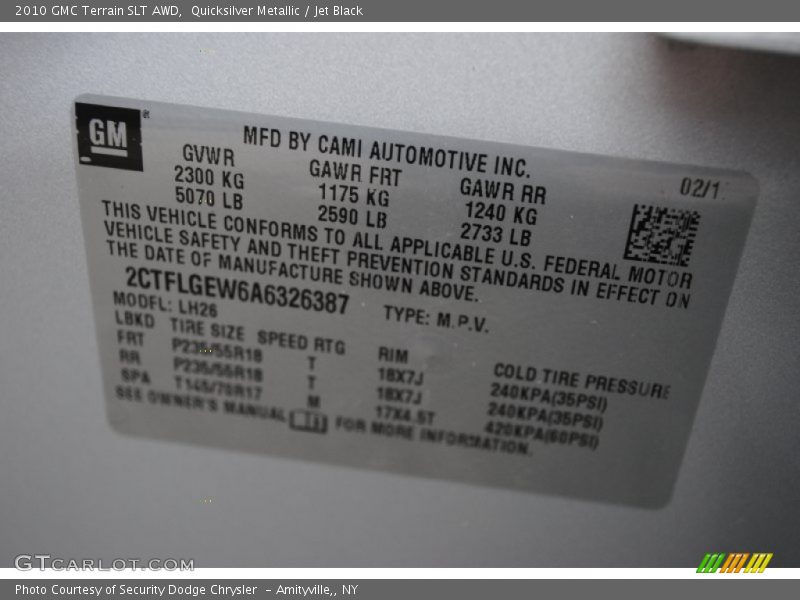 2010 GMC Terrain SLT AWD,  Quicksilver Metallic / Jet Black
GM
MFD BY CAMI AUTOMOTIVE INC.
GVWR GAWR FRT GAWR RR 02/1
2300 KG 1175 KG 1240 KG
5070 LB 2590 LB 2733 LB
THIS VEHICLE CONFORMS TO ALL APPLICABLE U.S. FEDERAL MOTOR
VEHICLE SAFETY AND THEFT PREVENTION STANDARDS IN EFFECT ON
THE DATE OF MANUFACTURE SHOWN ABOVE.
2CTFLGEW6A6326387 TYPE: M.P.V.
MODEL: LH26
LBKD TIRE SIZE SPEED RTG RIM COLD TIRE PRESSURE
FRT P235/55R18 T 18X7J 240KPA(35PSI)
RR P235/55R18 T 18X7J 240KPA(35PSI)
SPA T145/70R17 M 17X4.5T 420KPA(60PSI)
SEE OWNER'S MANUAL FOR MORE INFORMATION.
GTCARLOT.COM
Photo Courtesy of Security Dodge Chrysler  - Amityville,, NY